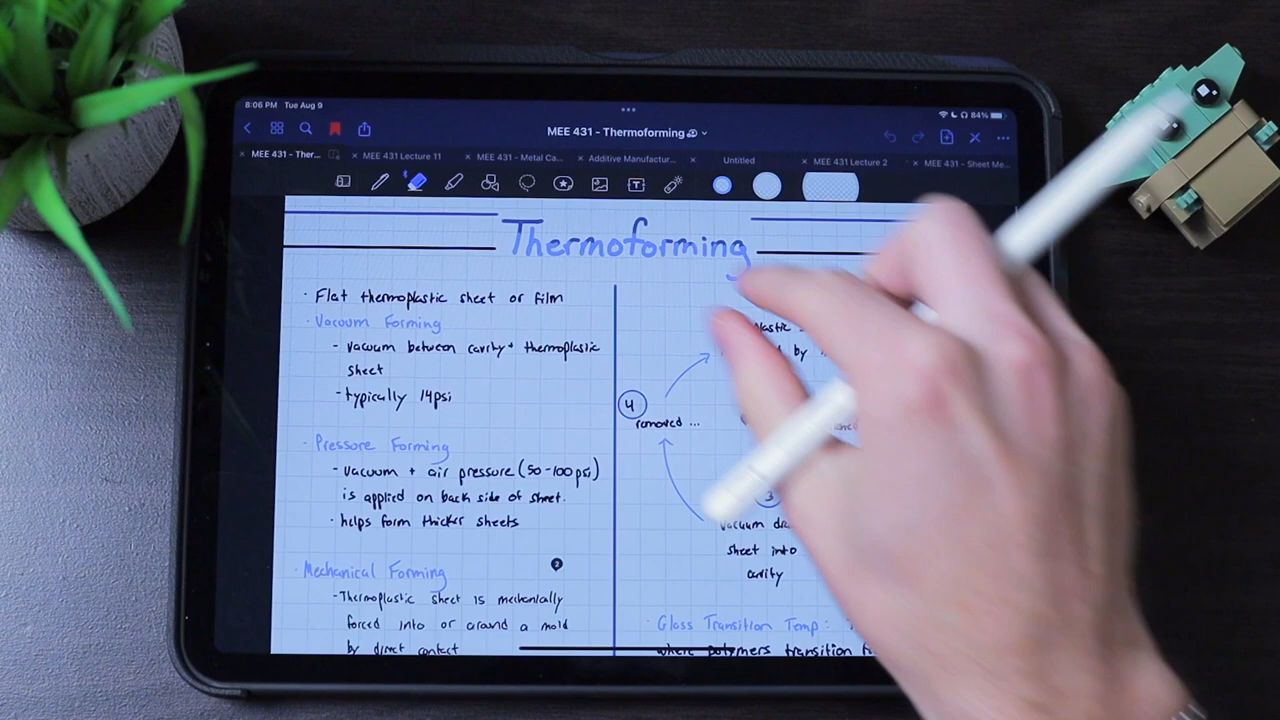 8:06 PM Tue Aug 9
84%
MEE 431 - Thermoforming
MEE 431 - Ther...
MEE 431 Lecture 11
MEE 431 - Metal Ca...
Additive Manufactur...
Untitled
MEE 431 Lecture 2
MEE 431 - Sheet Me...
Thermoforming
· Flat thermoplastic sheet or film
· Vacuum Forming
- vacuum between cavity + thermoplastic
sheet
- typically 14psi
· Pressure Forming
- Vacuum + air pressure (50-100psi)
is applied on back side of sheet.
· helps form thicker sheets
· Mechanical Forming
2
- Thermoplastic sheet is mechanically
forced into or around a mold
by direct contact
by
4
removed ...
3
vacuum
sheet into
cavity
· Glass Transition Temp:
where polymers transition